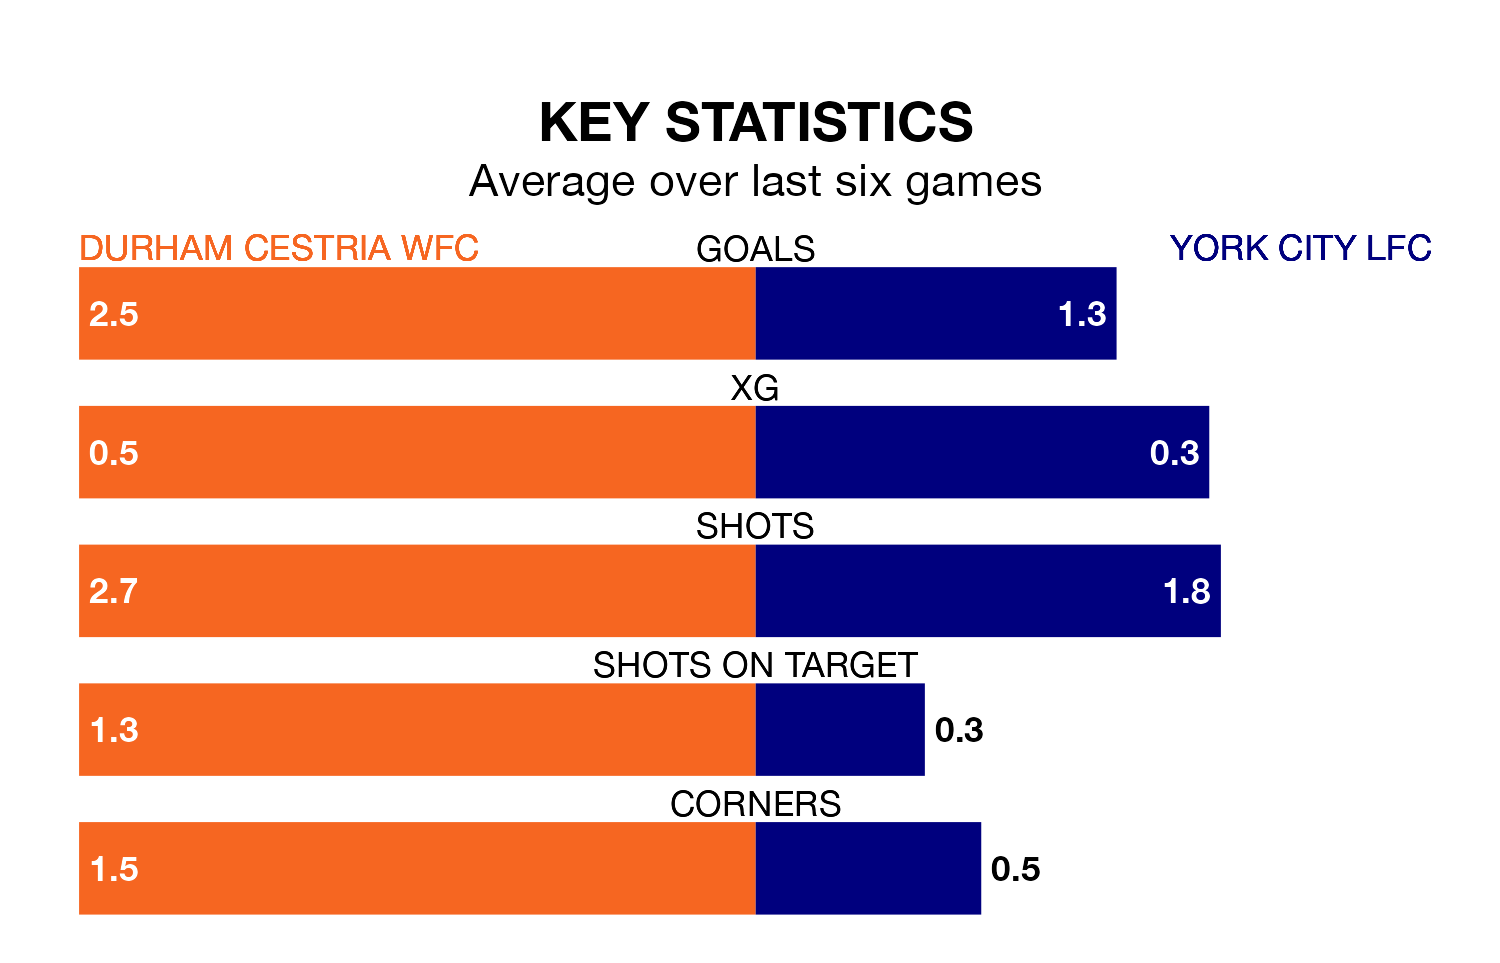 KEY STATISTICS
Average over last six games
DURHAM CESTRIA WFC GOALS YORK CITY LFC
2.5 1.3
XG
0.5 0.3
SHOTS
2.7 1.8
SHOTS ON TARGET
1.3 0.3
CORNERS
1.5 0.5